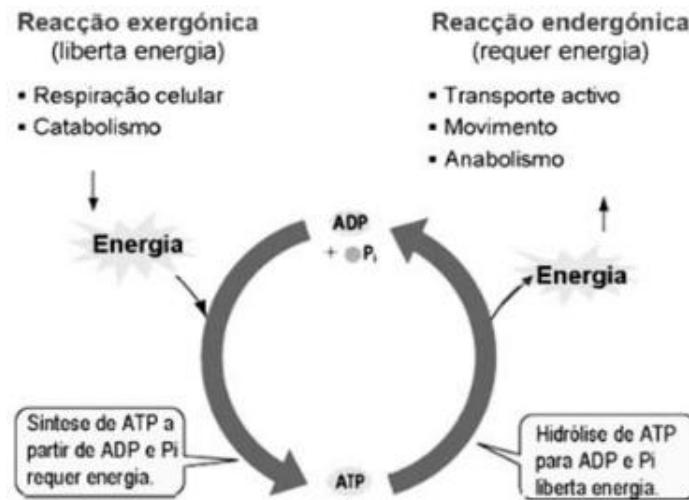 Reacção exergónica
(liberta energia)
▪ Respiração celular
▪ Catabolismo
Energia
Reacção endergónica
(requer energia)
▪ Transporte activo
▪ Movimento
▪ Anabolismo
Energia
ADP
+ Pi
ATP
Síntese de ATP a
partir de ADP e Pi
requer energia.
Hidrólise de ATP
para ADP e Pi
liberta energia.